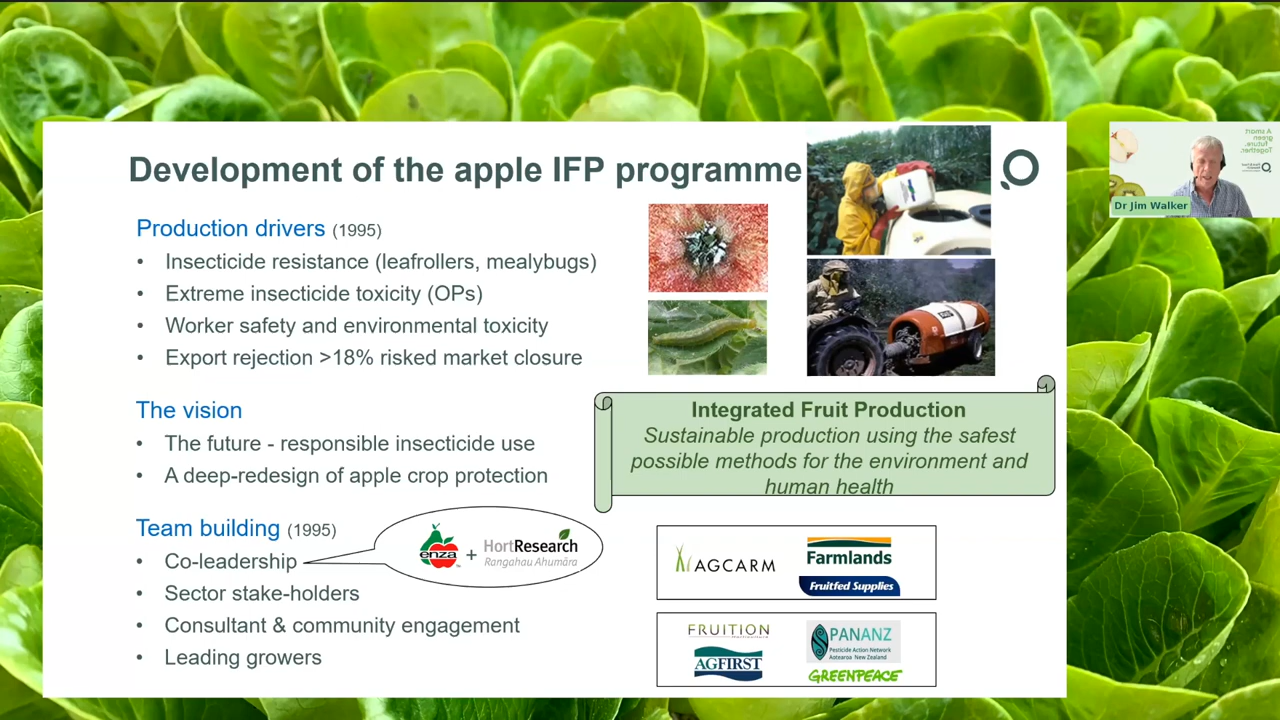 Development of the apple IFP programme
Production drivers (1995)
• Insecticide resistance (leafrollers, mealybugs)
• Extreme insecticide toxicity (OPs)
• Worker safety and environmental toxicity
• Export rejection >18% risked market closure
The vision
• The future - responsible insecticide use
• A deep-redesign of apple crop protection
Integrated Fruit Production
Sustainable production using the safest
possible methods for the environment and
human health
Team building (1995)
• Co-leadership
• Sector stake-holders
• Consultant & community engagement
• Leading growers
enza + HortResearch
Rangahau Ahumāra
AGCARM
Farmlands
Fruitfed Supplies
FRUITION
AGFIRST
PANANZ
Pesticide Action Network
Aotearoa New Zealand
GREENPEACE
A smart
green
future.
Together.
Dr Jim Walker